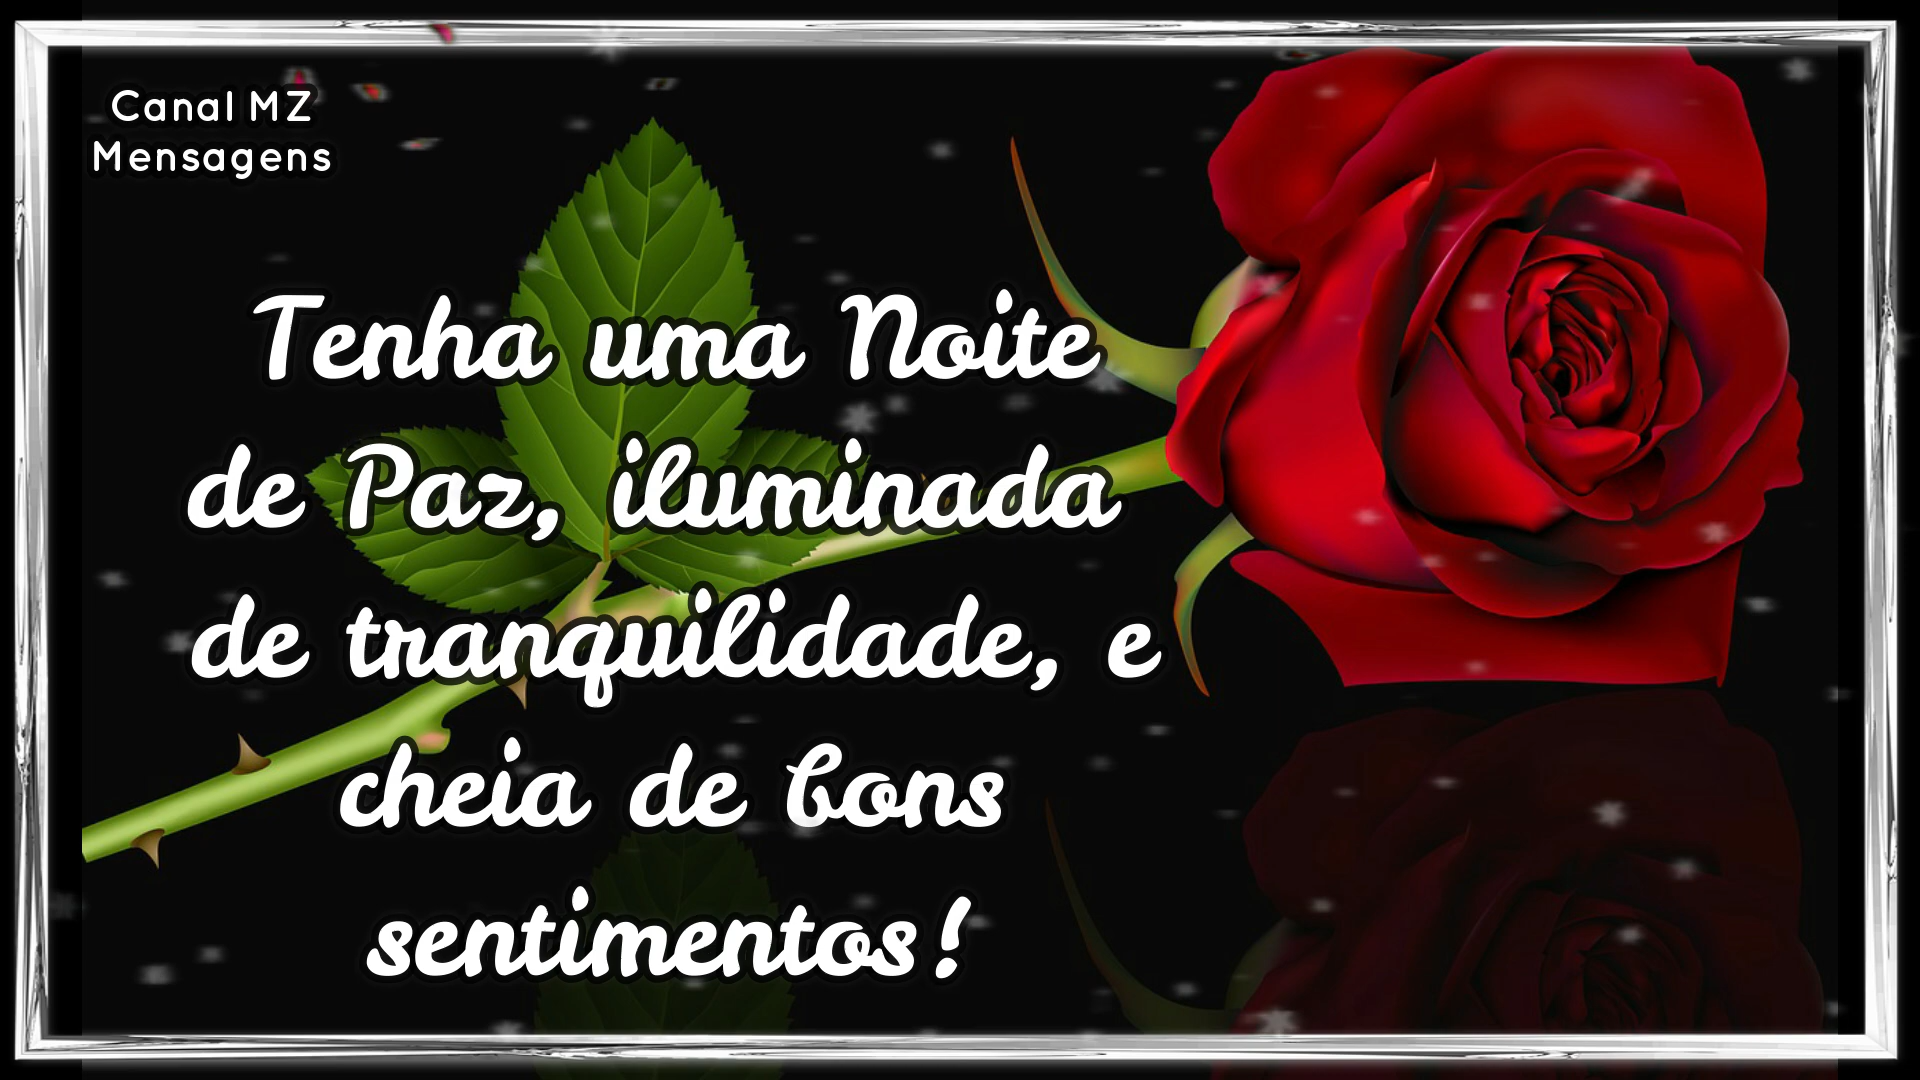 Canal MZ
Mensagens
Tenha uma Noite
de Paz, iluminada
de tranquilidade, e
cheia de bons
sentimentos!